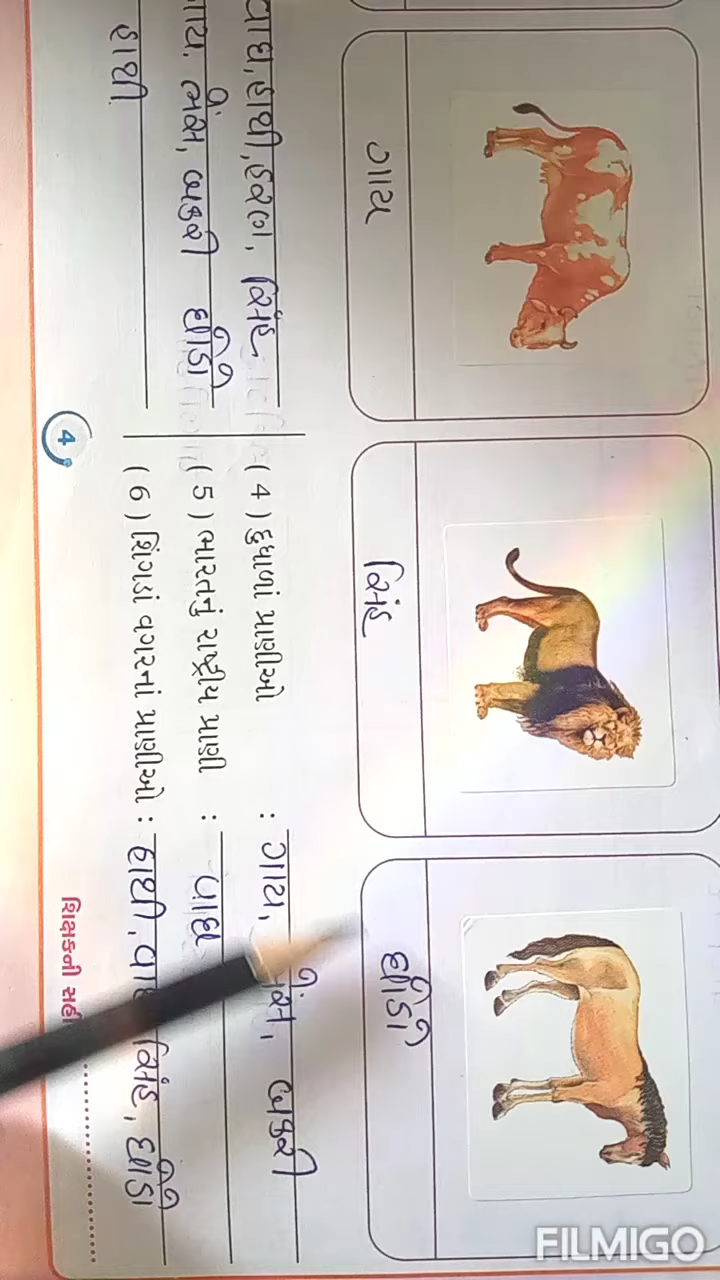 ગાય
સિંહ
ઘોડો
વાઘ, હાથી, હરણ, સિંહ
ગાય, ભેંસ, બકરી ઘોડો
હાથી
(4) દુધાળાં પ્રાણીઓ : ગાય, ભેંસ, બકરી
(5) ભારતનું રાષ્ટ્રીય પ્રાણી : વાઘ
(6) શિંગડાં વગરનાં પ્રાણીઓ : હાથી, વાઘ સિંહ, ઘોડો
4
શિક્ષકની સહી
FILMIGO